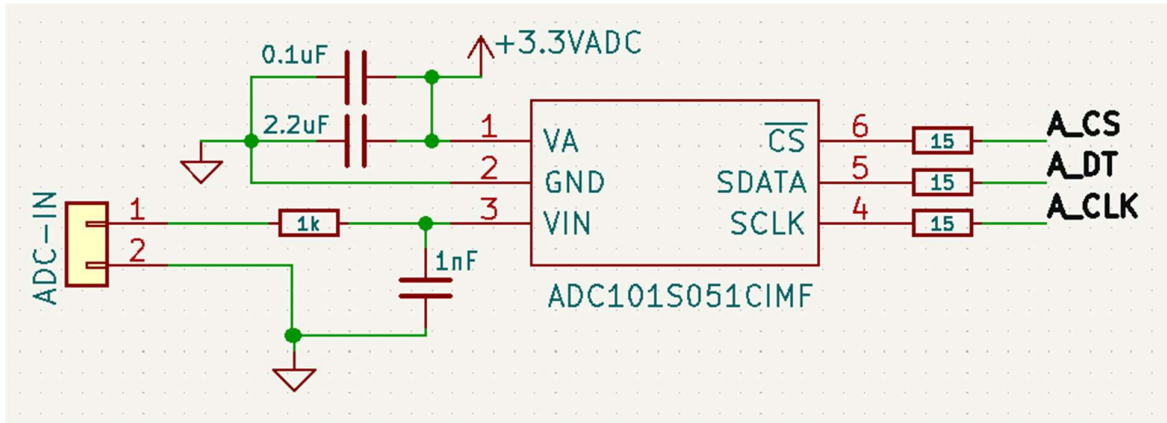 0.1uF
+3.3VADC
2.2uF
1
VA
CS
6
15
A_CS
2
GND
SDATA
5
15
A_DT
ADC-IN
1
1k
3
VIN
SCLK
4
15
A_CLK
2
1nF
ADC101S051CIMF